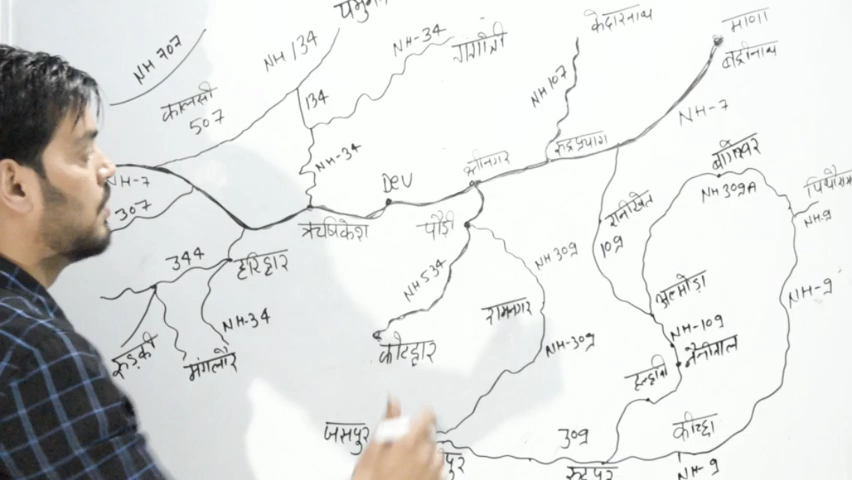 NH 707
NH 134
NH-34
गंगोत्री
केदारनाथ
माणा
बद्रीनाथ
कालसी
507
134
NH 107
NH-7
NH-34
DEV
श्रीनगर
रुद्रप्रयाग
NH-7
307
ऋषिकेश
पौड़ी
रानीखेत
109
बागेश्वर
NH 309A
NH-9
344
हरिद्वार
NH-34
रुड़की
मंगलौर
NH 534
कोटद्वार
NH 309
रामनगर
NH-309
अल्मोड़ा
NH-109
नैनीताल
NH-9
जसपुर
309
रुद्रपुर
किच्छा
NH-9